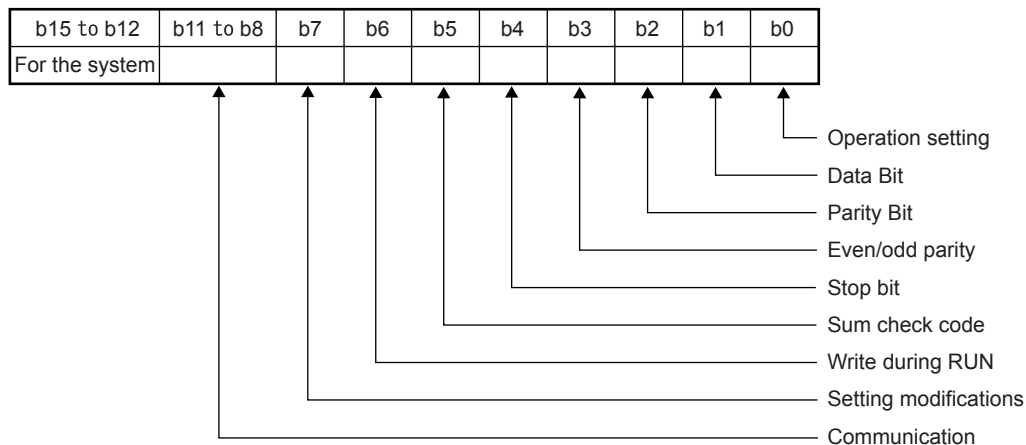 b15 to b12 b11 to b8 b7 b6 b5 b4 b3 b2 b1 b0
For the system
Operation setting
Data Bit
Parity Bit
Even/odd parity
Stop bit
Sum check code
Write during RUN
Setting modifications
Communication